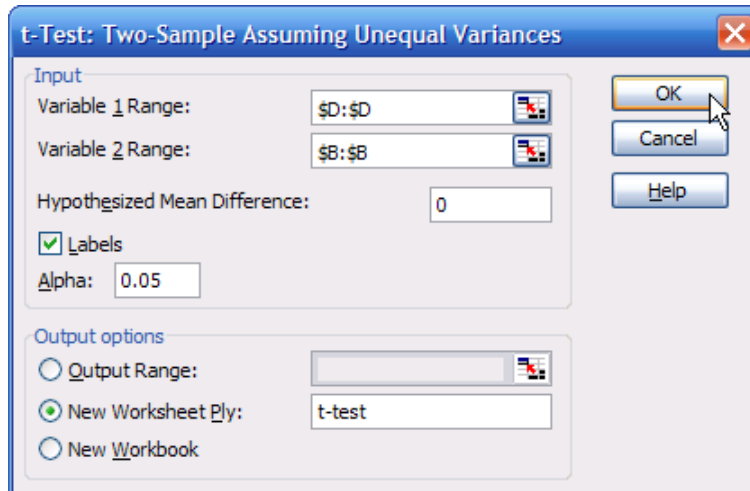 t-Test: Two-Sample Assuming Unequal Variances
Input
Variable 1 Range: $D:$D
Variable 2 Range: $B:$B
Hypothesized Mean Difference: 0
Labels
Alpha: 0.05
OK
Cancel
Help
Output options
Output Range:
New Worksheet Ply: t-test
New Workbook